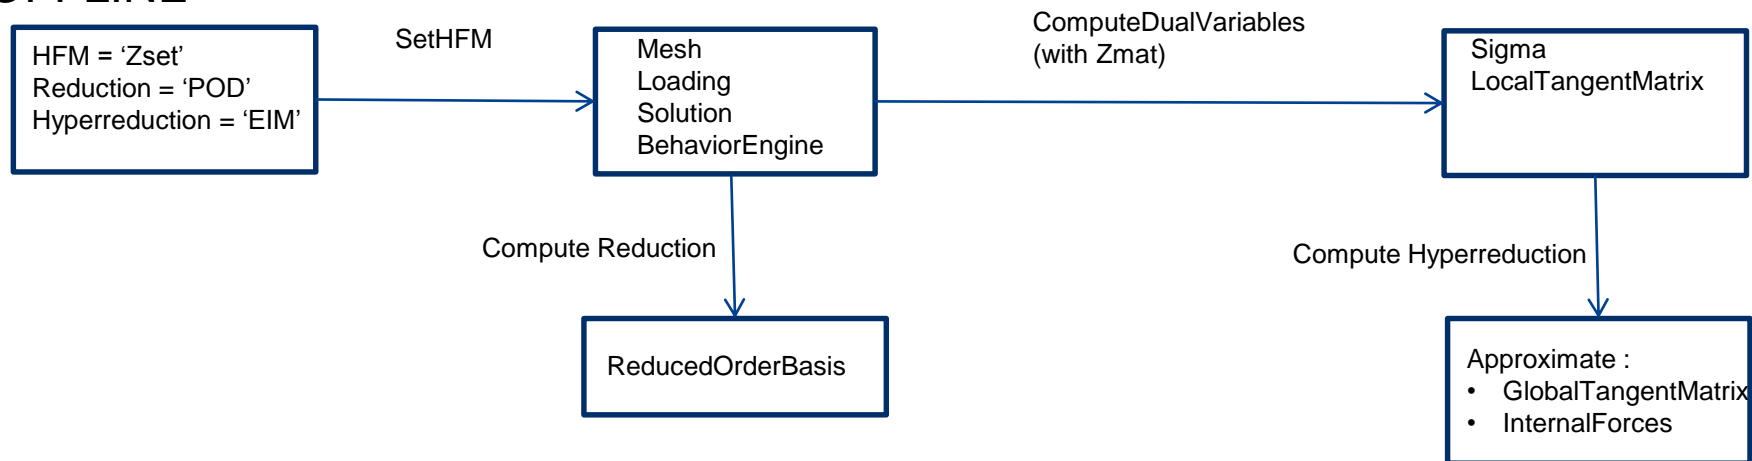 HFM = ‘Zset’
Reduction = ‘POD’
Hyperreduction = ‘EIM’
SetHFM
Mesh
Loading
Solution
BehaviorEngine
ComputeDualVariables
(with Zmat)
Sigma
LocalTangentMatrix
Compute Reduction
Compute Hyperreduction
ReducedOrderBasis
Approximate :
• GlobalTangentMatrix
• InternalForces